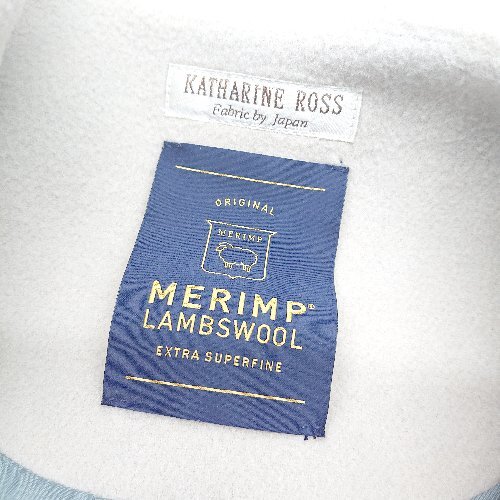 KATHARINE ROSS
Fabric by Japan
ORIGINAL
MERIMP
MERIMP®
LAMBSWOOL
EXTRA SUPERFINE